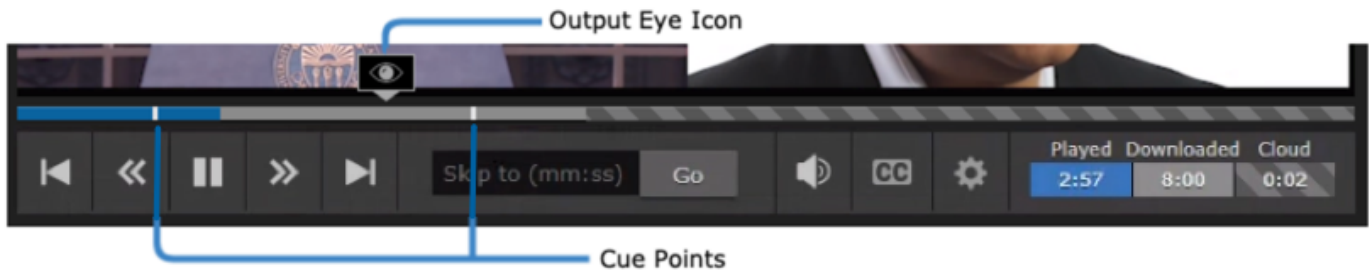 Output Eye Icon
Played Downloaded Cloud
Skip to (mm:ss) Go CC 2:57 8:00 0:02
Cue Points